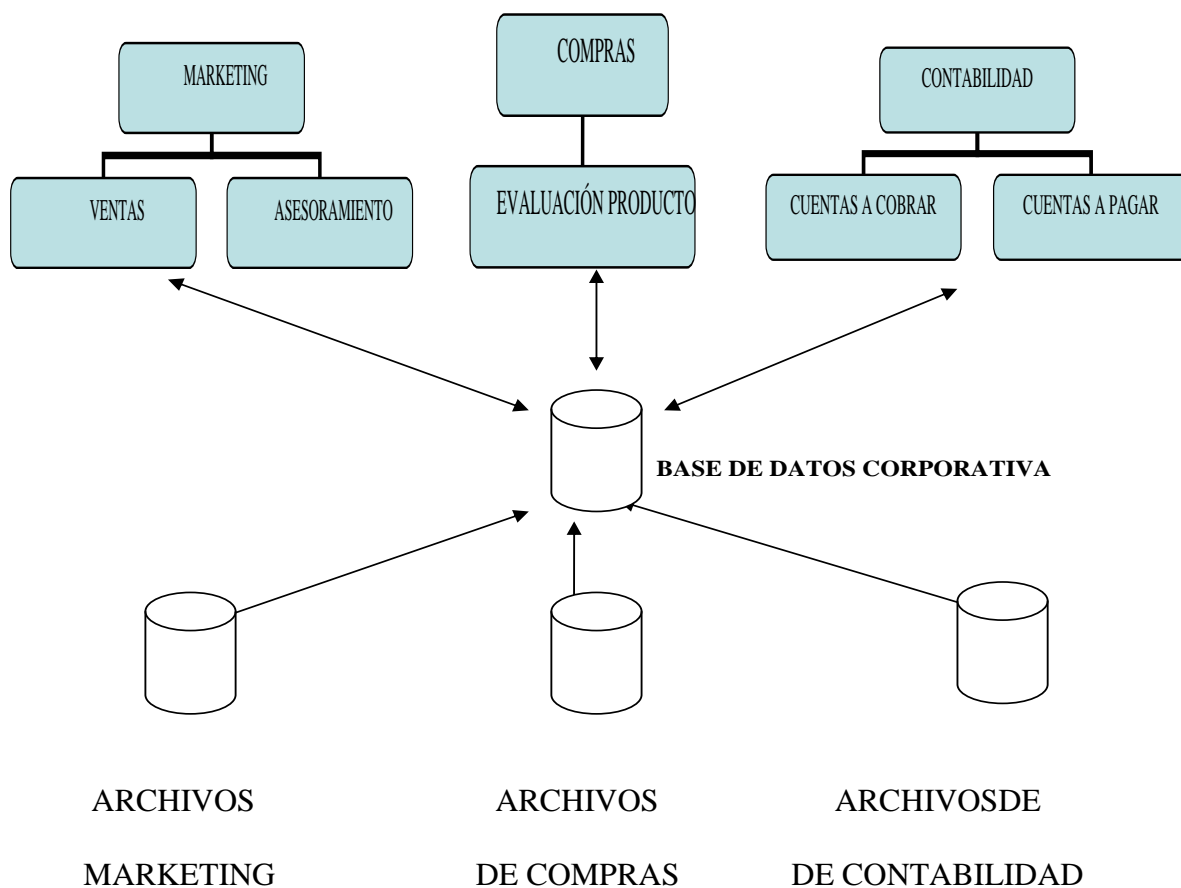 MARKETING
COMPRAS
CONTABILIDAD
VENTAS
ASESORAMIENTO
EVALUACIÓN PRODUCTO
CUENTAS A COBRAR
CUENTAS A PAGAR
BASE DE DATOS CORPORATIVA
ARCHIVOS
MARKETING
ARCHIVOS
DE COMPRAS
ARCHIVOSDE
DE CONTABILIDAD